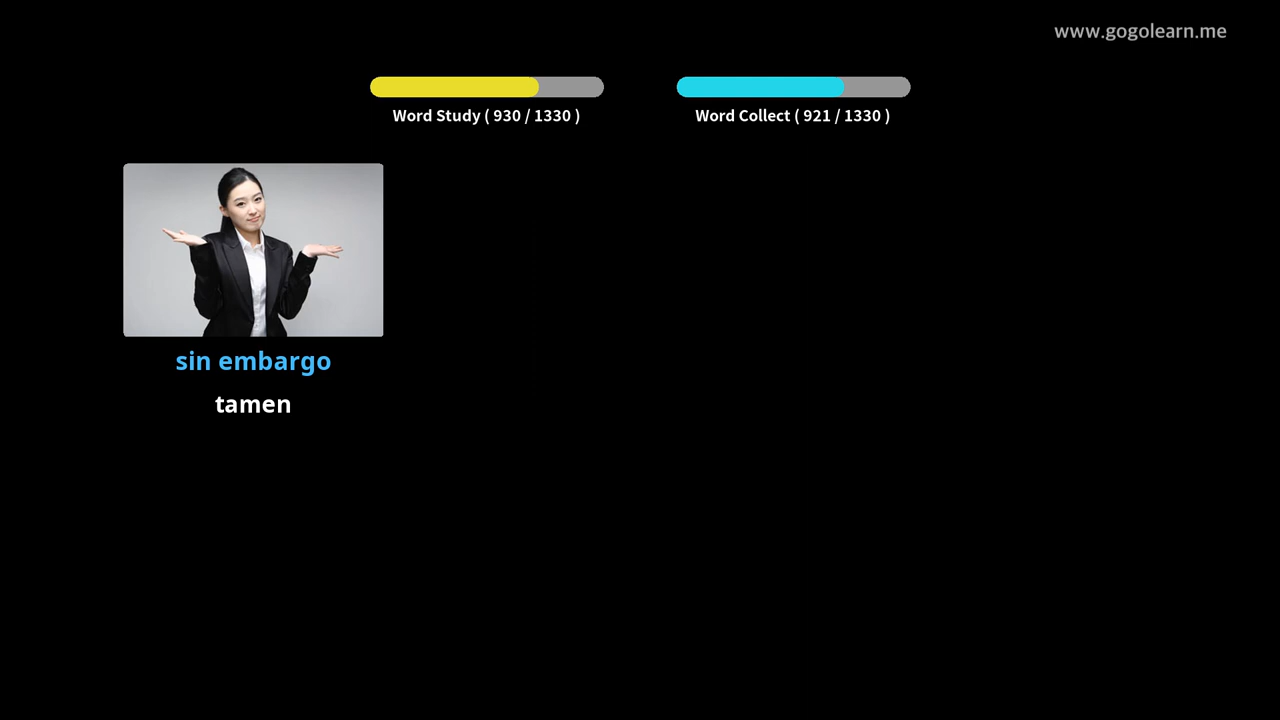 www.gogolearn.me
Word Study ( 930 / 1330 )
Word Collect ( 921 / 1330 )
sin embargo
tamen